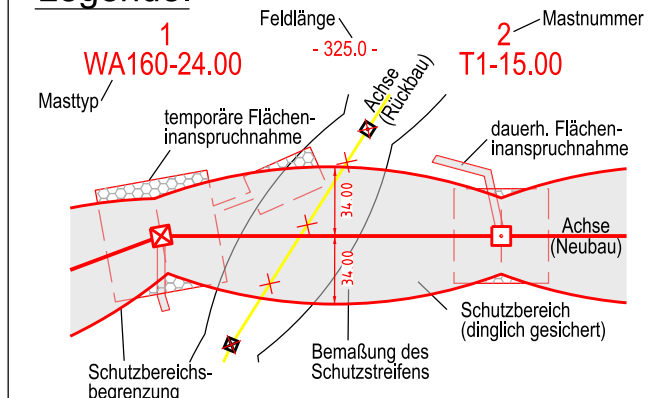 Legende:
Feldlänge
1
- 325.0 -
2
Mastnummer
WA160-24.00
T1-15.00
Masttyp
temporäre Flächen-
inanspruchnahme
Achse
(Rückbau)
dauerh. Flächen-
inanspruchnahme
34.00
34.00
Achse
(Neubau)
Schutzbereich
(dinglich gesichert)
Schutzbereichs-
begrenzung
Bemaßung des
Schutzstreifens